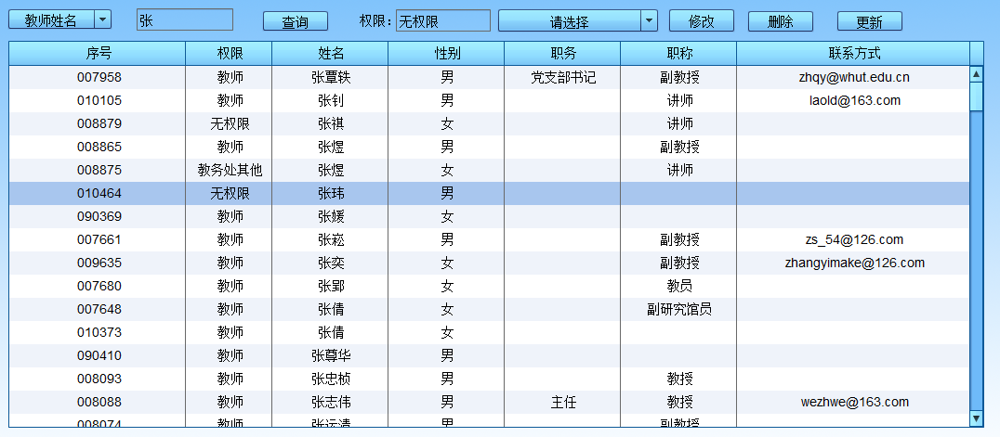 教师姓名 张 查询 权限： 无权限 请选择 修改 删除 更新
序号 权限 姓名 性别 职务 职称 联系方式
007958 教师 张覃轶 男 党支部书记 副教授 zhqy@whut.edu.cn
010105 教师 张钊 男 讲师 laold@163.com
008879 无权限 张祺 女 讲师
008865 教师 张煜 男 副教授
008875 教务处其他 张煜 女 讲师
010464 无权限 张玮 男
090369 教师 张媛 女
007661 教师 张崧 男 副教授 zs_54@126.com
009635 教师 张奕 女 副教授 zhangyimake@126.com
007680 教师 张郢 女 教员
007648 教师 张倩 女 副研究馆员
010373 教师 张倩 女
090410 教师 张尊华 男
008093 教师 张忠桢 男 教授
008088 教师 张志伟 男 主任 教授 wezhwe@163.com
008074 教师 张运清 男 副教授